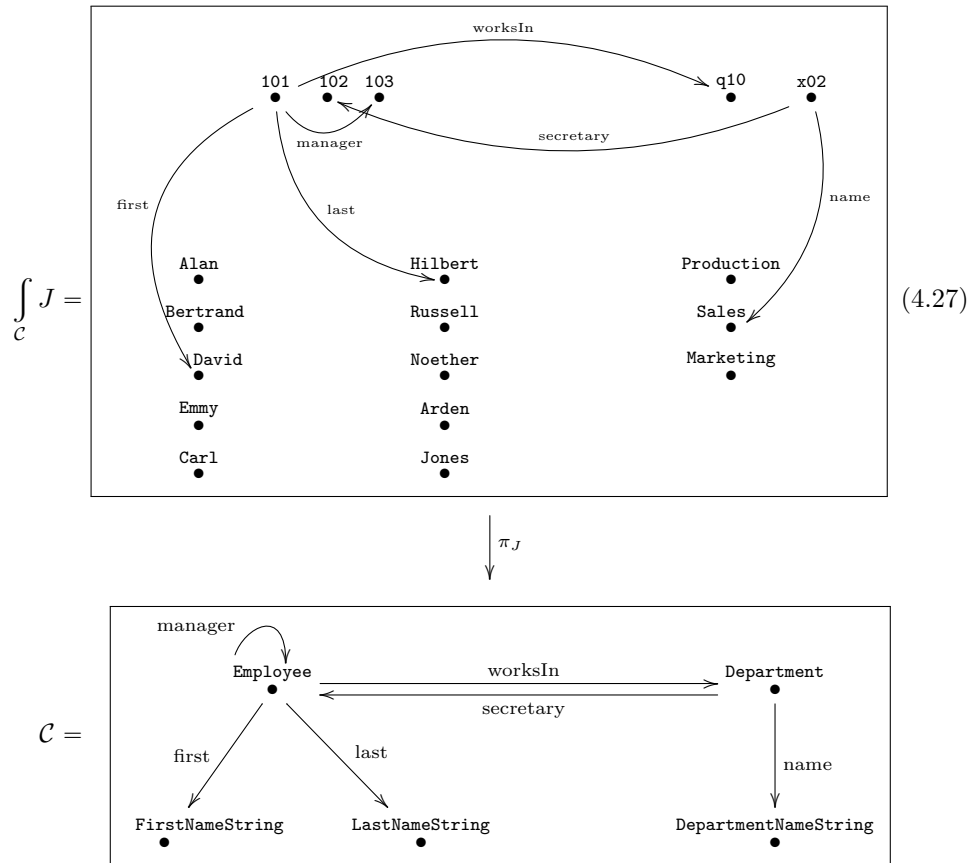 worksIn
101 102 103 q10 x02
manager
secretary
first
last
name
Alan Hilbert Production
Bertrand Russell Sales
David Noether Marketing
Emmy Arden
Carl Jones
∫ J = (4.27)
C
π_J
manager
Employee worksIn Department
secretary
C =
first
last
name
FirstNameString LastNameString DepartmentNameString